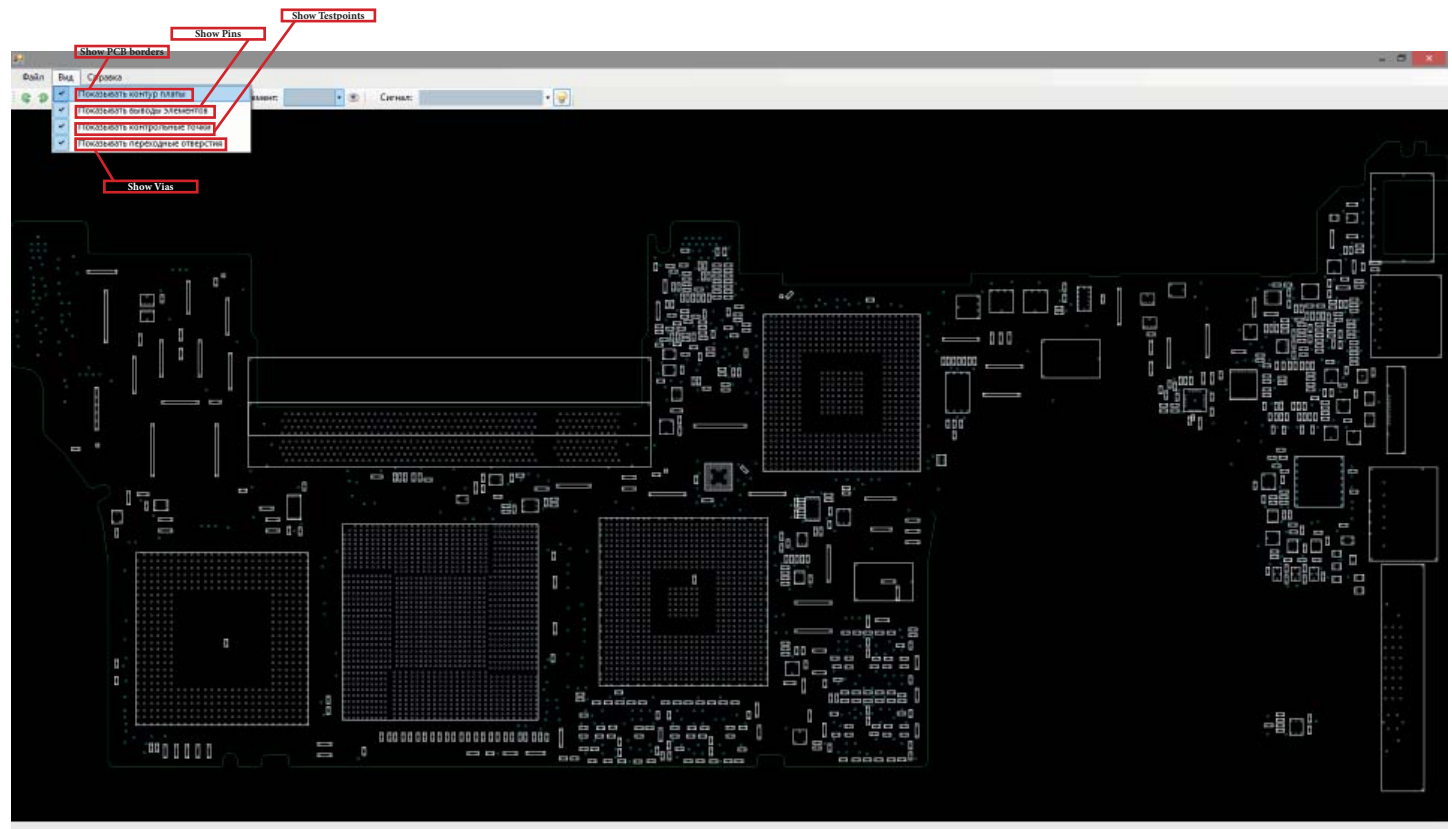 Show Testpoints
Show Pins
Show PCB borders
Файл Вид Справка
Показывать контур платы
Сигнал:
Показывать выводы элементов
Показывать контрольные точки
Показывать переходные отверстия
Show Vias